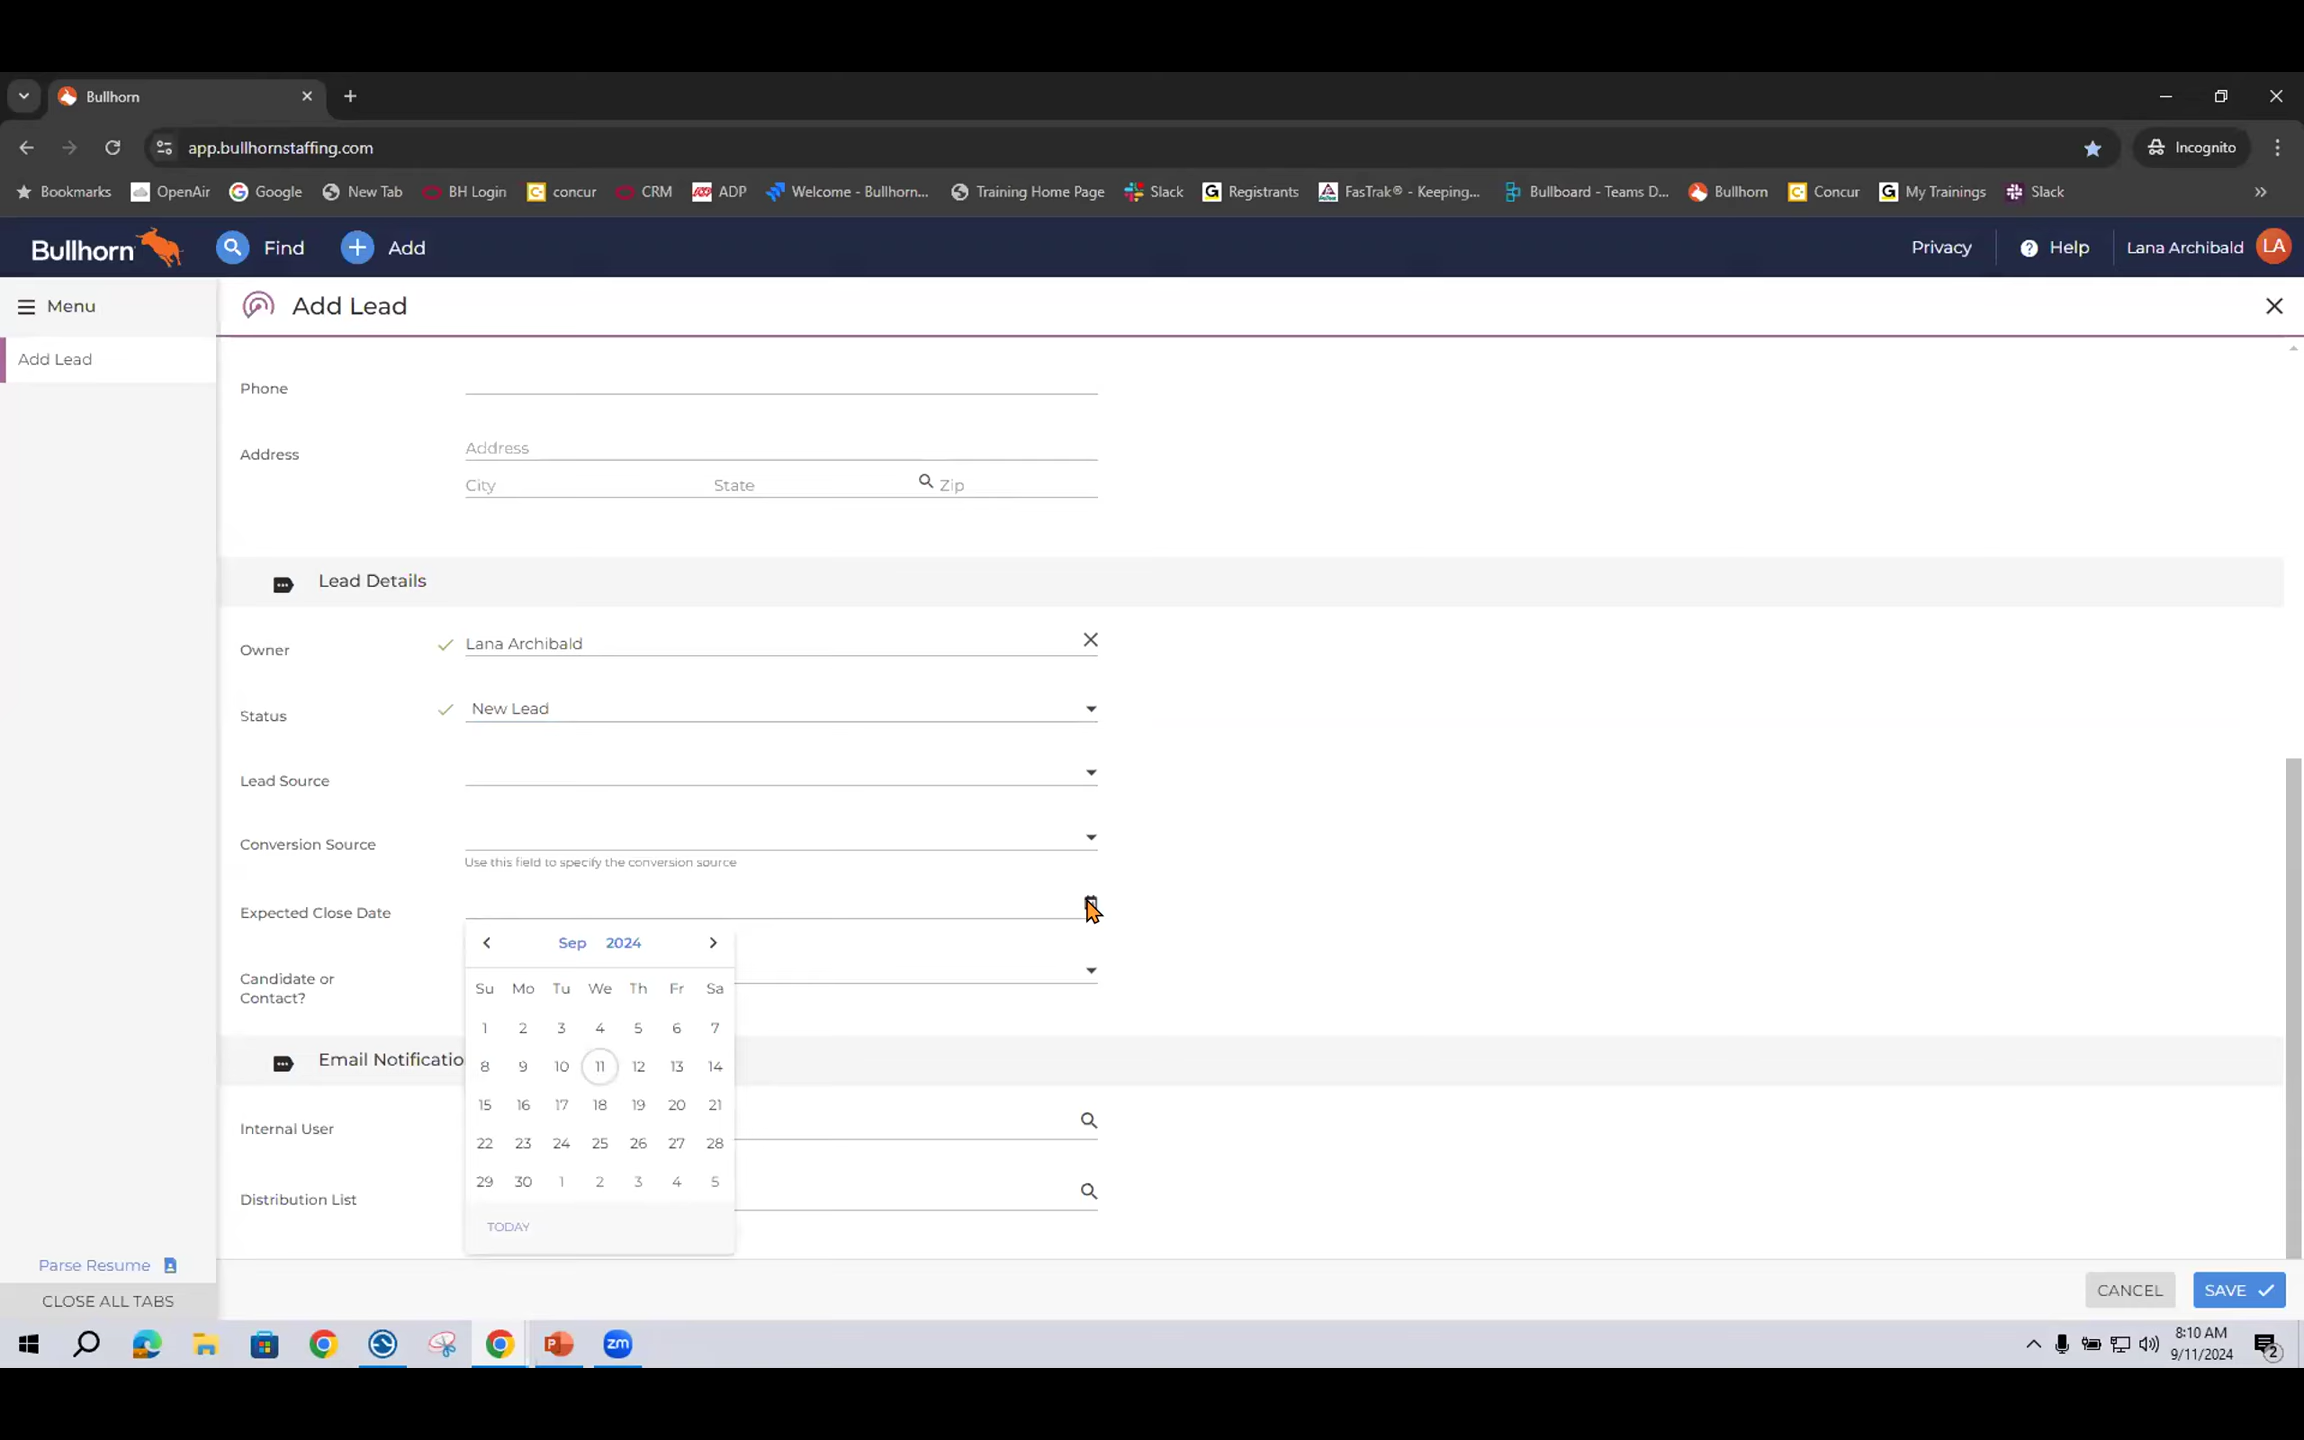 Bullhorn
app.bullhornstaffing.com
Incognito
Bookmarks OpenAir Google New Tab BH Login concur CRM ADP Welcome - Bullhorn... Training Home Page Slack Registrants FasTrak® - Keeping... Bullboard - Teams D... Bullhorn Concur My Trainings Slack
Bullhorn Find Add Privacy Help Lana Archibald LA
Menu Add Lead
Add Lead
Phone
Address Address
City State Zip
Lead Details
Owner Lana Archibald
Status New Lead
Lead Source
Conversion Source
Use this field to specify the conversion source
Expected Close Date
Sep 2024
Candidate or
Contact?
Su Mo Tu We Th Fr Sa
1 2 3 4 5 6 7
Email Notificatio
8 9 10 11 12 13 14
15 16 17 18 19 20 21
Internal User
22 23 24 25 26 27 28
29 30 1 2 3 4 5
Distribution List
TODAY
Parse Resume
CLOSE ALL TABS
CANCEL SAVE
zm
8:10 AM
9/11/2024
2